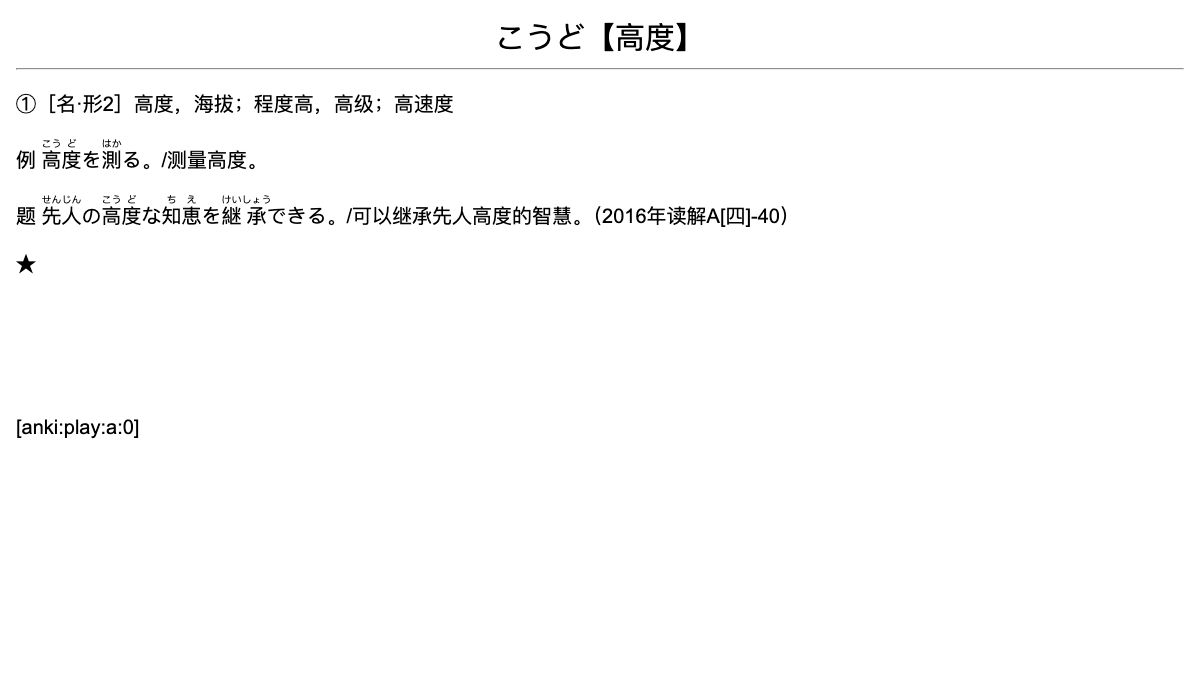 こうど【高度】
①［名·形2］高度，海拔；程度高，高级；高速度
こう ど はか
例 高度を測る。/测量高度。
せんじん こう ど ち え けいしょう
题 先人の高度な知恵を継承できる。/可以继承先人高度的智慧。（2016年读解A[四]-40）
★
[anki:play:a:0]